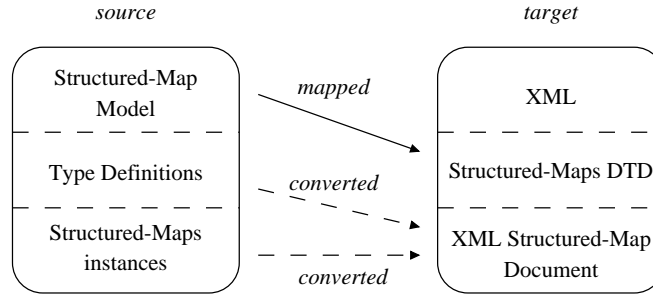 source
target
Structured-Map
Model
mapped
XML
Type Definitions
converted
Structured-Maps DTD
Structured-Maps
instances
converted
XML Structured-Map
Document